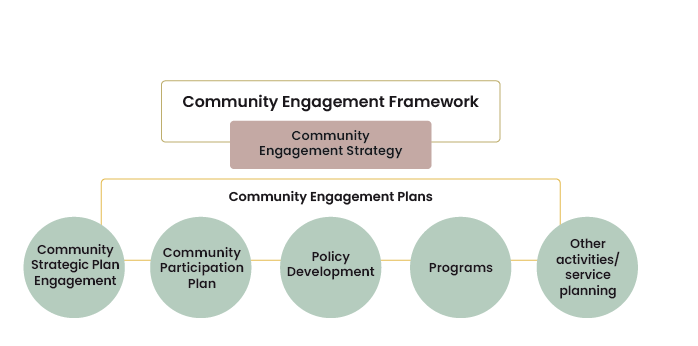 Community Engagement Framework
Community
Engagement Strategy
Community Engagement Plans
Community
Strategic Plan
Engagement
Community
Participation
Plan
Policy
Development
Programs
Other
activities/
service
planning